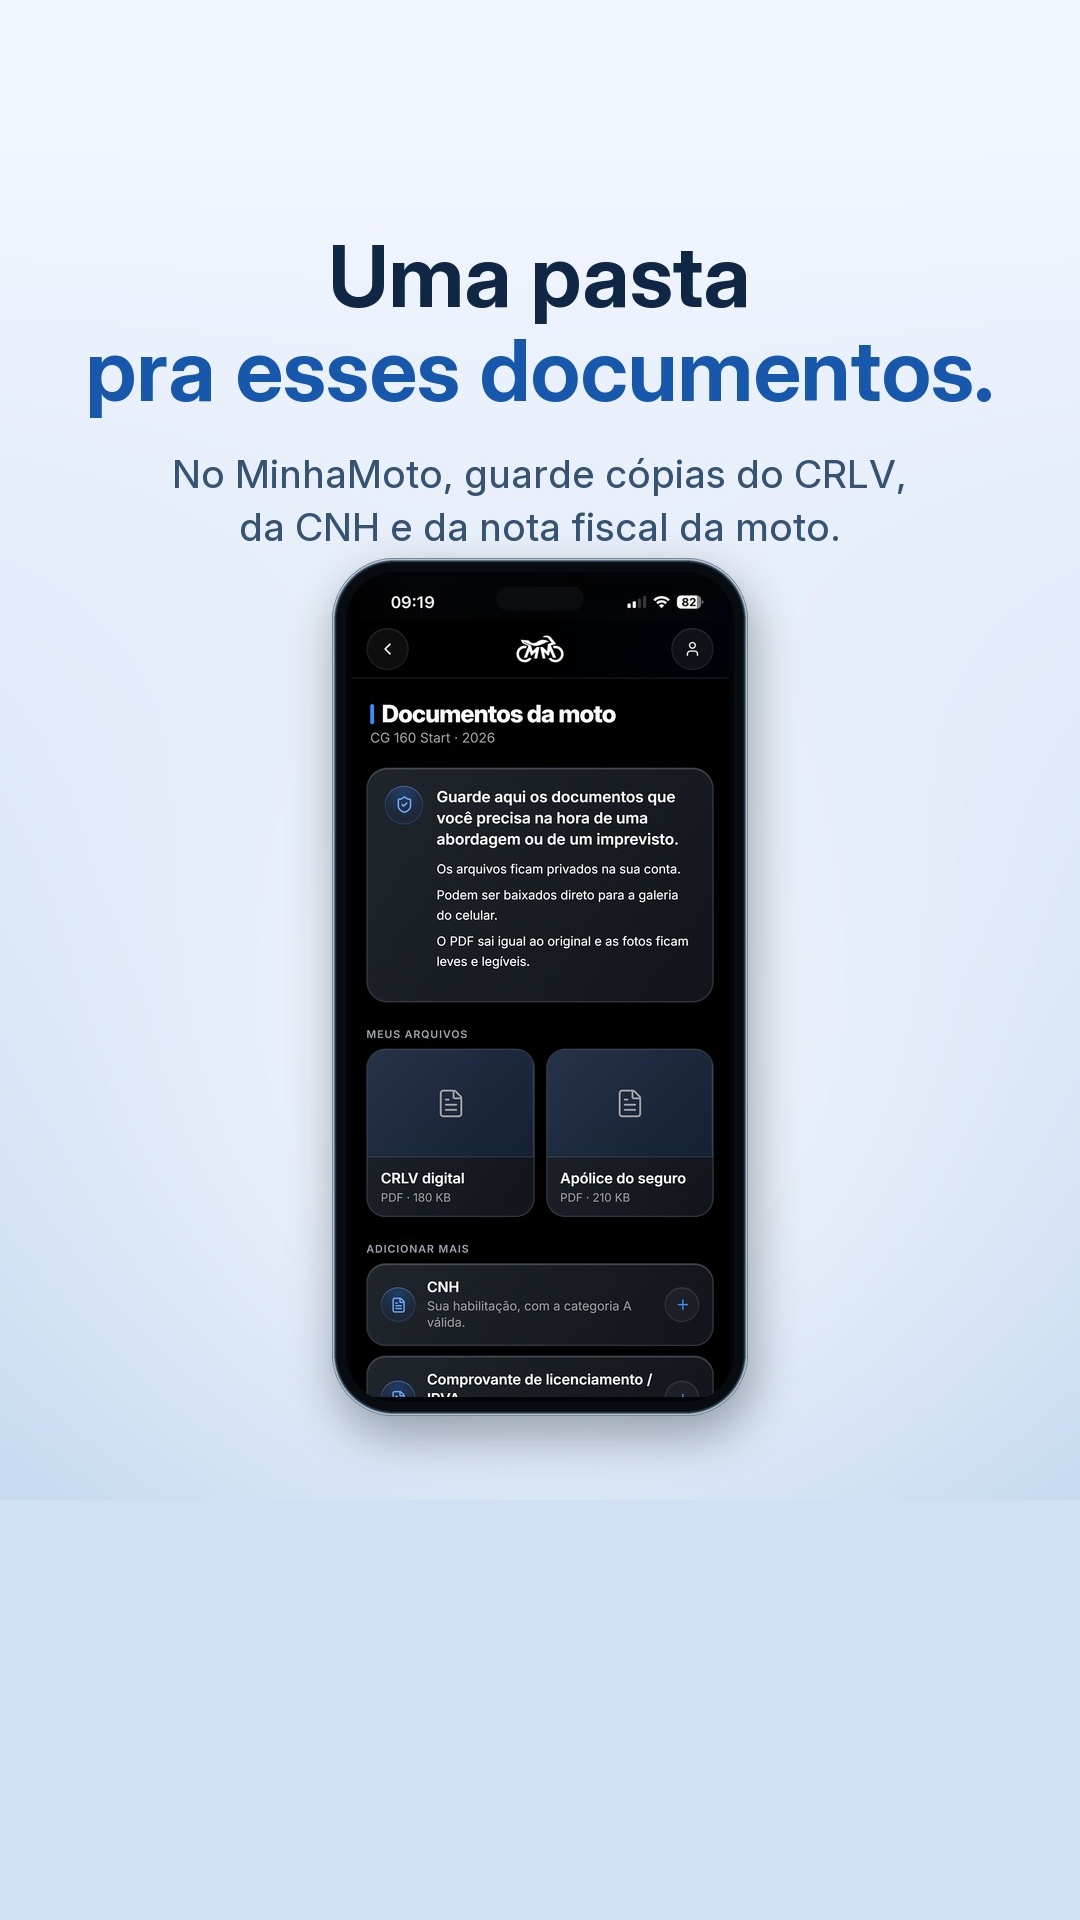 Uma pasta
pra esses documentos.
No MinhaMoto, guarde cópias do CRLV,
da CNH e da nota fiscal da moto.
09:19
82
MM
Documentos da moto
CG 160 Start · 2026
Guarde aqui os documentos que
você precisa na hora de uma
abordagem ou de um imprevisto.
Os arquivos ficam privados na sua conta.
Podem ser baixados direto para a galeria
do celular.
O PDF sai igual ao original e as fotos ficam
leves e legíveis.
MEUS ARQUIVOS
CRLV digital
PDF · 180 KB
Apólice do seguro
PDF · 210 KB
ADICIONAR MAIS
CNH
Sua habilitação, com a categoria A
válida.
Comprovante de licenciamento /
IPVA